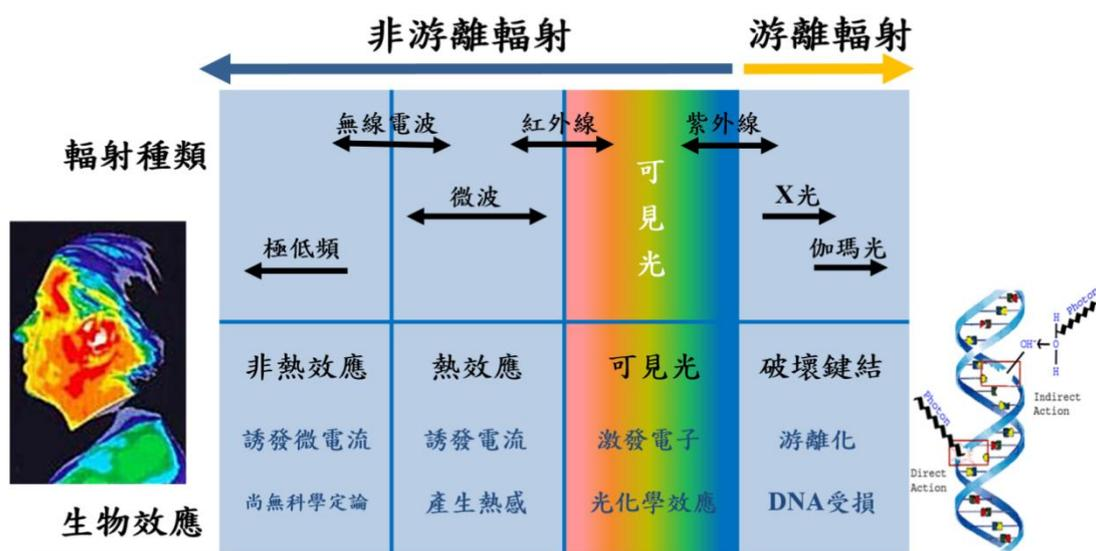 非游離輻射
游離輻射
輻射種類
無線電波
紅外線
紫外線
微波
可見光
X光
極低頻
伽瑪光
非熱效應
熱效應
可見光
破壞鍵結
誘發微電流
誘發電流
激發電子
游離化
尚無科學定論
產生熱感
光化學效應
DNA受損
生物效應
Photon
H
OH·
O
H
Indirect
Action
Photon
Direct
Action